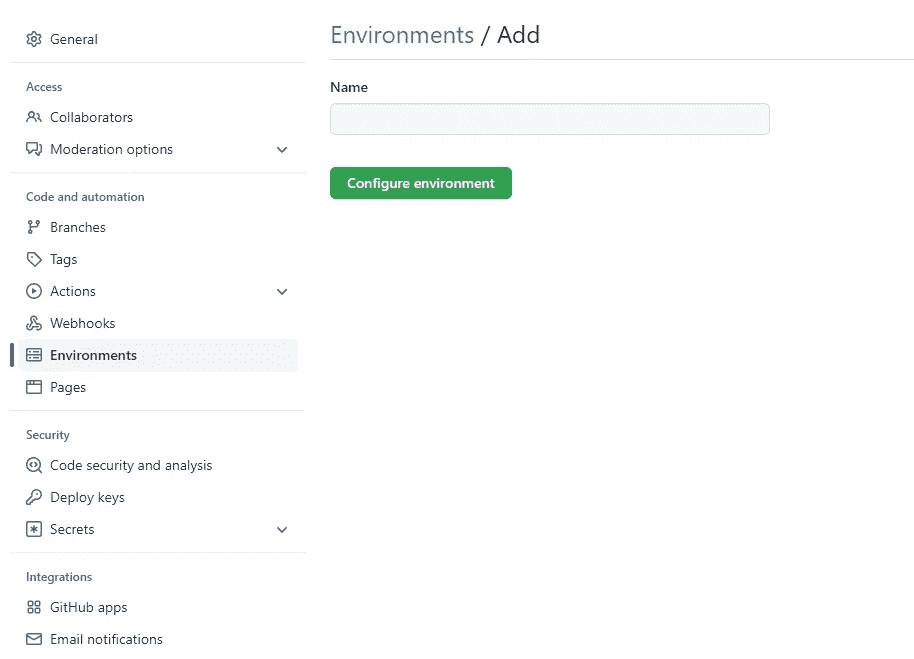 General
Access
Collaborators
Moderation options
Code and automation
Branches
Tags
Actions
Webhooks
Environments
Pages
Security
Code security and analysis
Deploy keys
Secrets
Integrations
GitHub apps
Email notifications
Environments / Add
Name
Configure environment